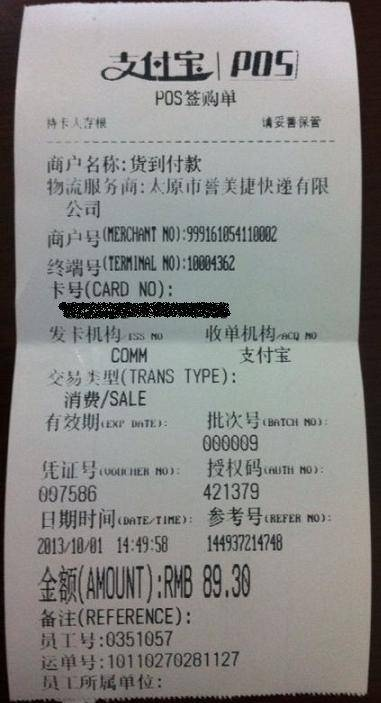 支付宝 | POS
POS签购单
持卡人存根 请妥善保管
商户名称:货到付款
物流服务商:太原市誉美捷快递有限
公司
商户号(MERCHANT NO):999161054110002
终端号(TERMINAL NO):10004362
卡号(CARD NO):
发卡机构/ISS NO 收单机构/ACQ NO
COMM 支付宝
交易类型(TRANS TYPE):
消费/SALE
有效期(EXP DATE): 批次号(BATCH NO):
000009
凭证号(VOUCHER NO): 授权码(AUTH NO):
007586 421379
日期时间(DATE/TIME): 参考号(REFER NO):
2013/10/01 14:49:58 144937214748
金额(AMOUNT):RMB 89.30
备注(REFERENCE):
员工号:0351057
运单号:10110270281127
员工所属单位: